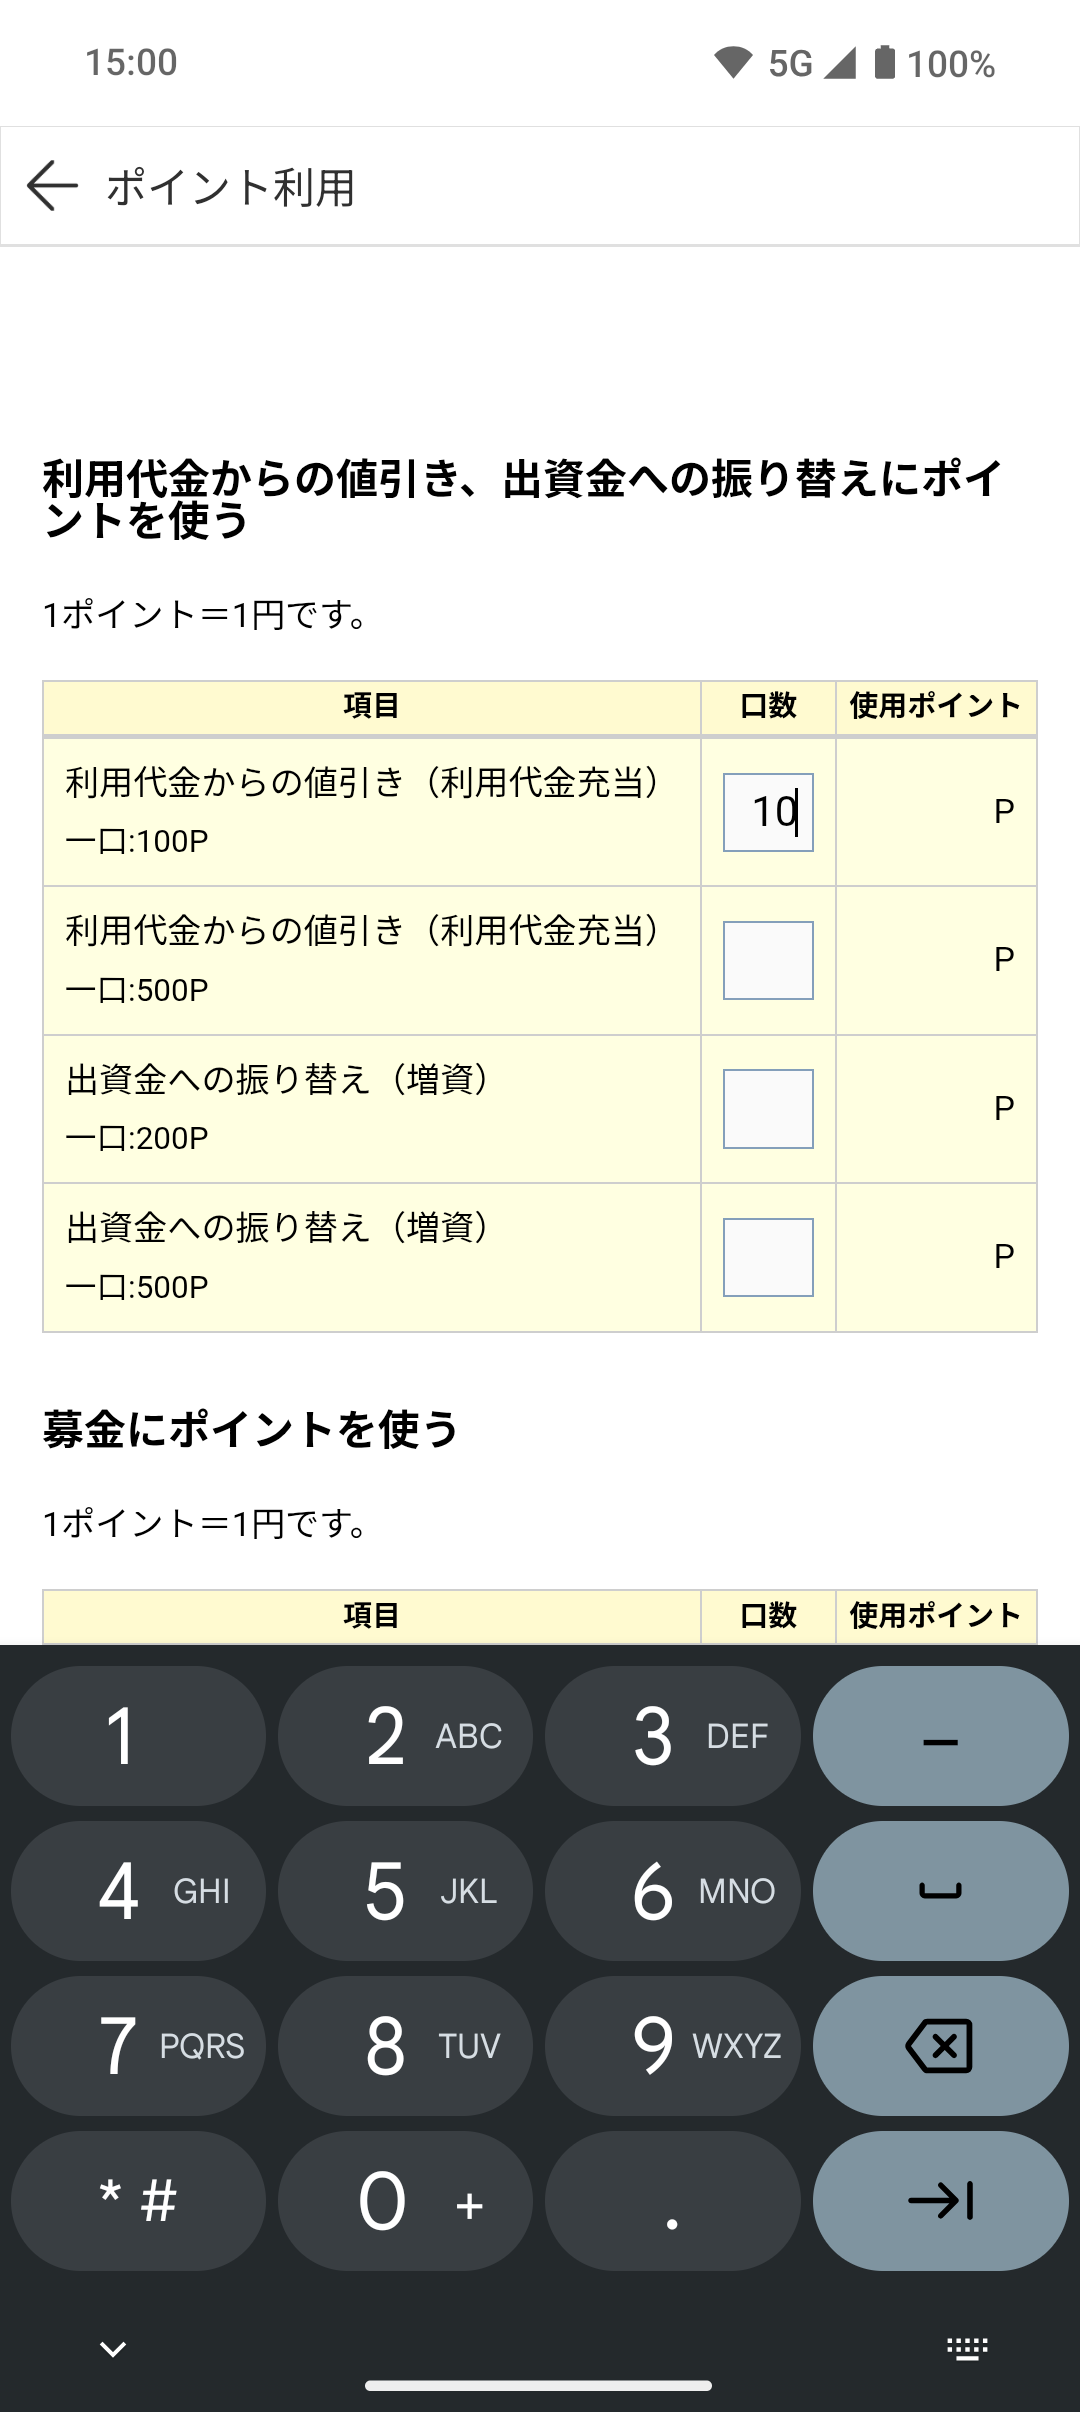 15:00
5G
100%
ポイント利用
利用代金からの値引き、出資金への振り替えにポイ
ントを使う
1ポイント＝1円です。
項目 口数 使用ポイント
利用代金からの値引き（利用代金充当）
一口:100P
10
P
利用代金からの値引き（利用代金充当）
一口:500P
P
出資金への振り替え（増資）
一口:200P
P
出資金への振り替え（増資）
一口:500P
P
募金にポイントを使う
1ポイント＝1円です。
項目 口数 使用ポイント
1
2 ABC
3 DEF
–
4 GHI
5 JKL
6 MNO
7 PQRS
8 TUV
9 WXYZ
* #
0 +
.